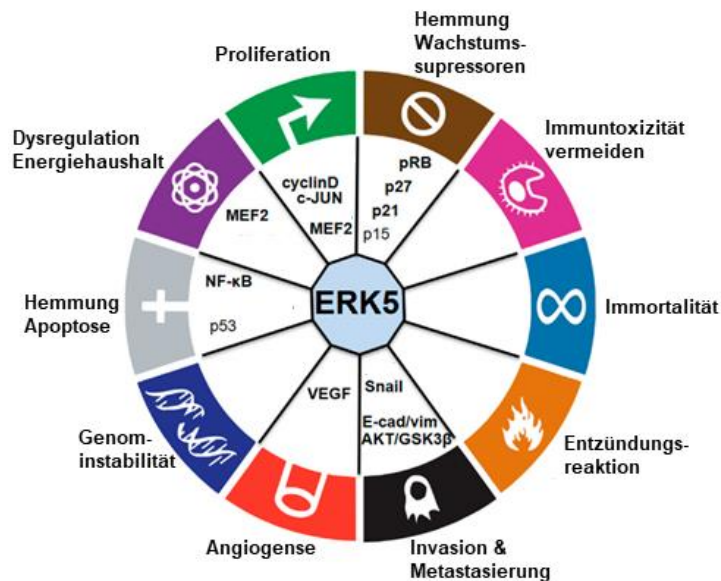 Proliferation
Hemmung
Wachstums-
supressoren
Dysregulation
Energiehaushalt
Immuntoxizität
vermeiden
cyclinD
c-JUN
MEF2
MEF2
pRB
p27
p21
p15
NF-κB
p53
ERK5
Hemmung
Apoptose
Immortalität
VEGF
Snail
E-cad/vim
AKT/GSK3β
Genom-
instabilität
Entzündungs-
reaktion
Angiogense
Invasion &
Metastasierung